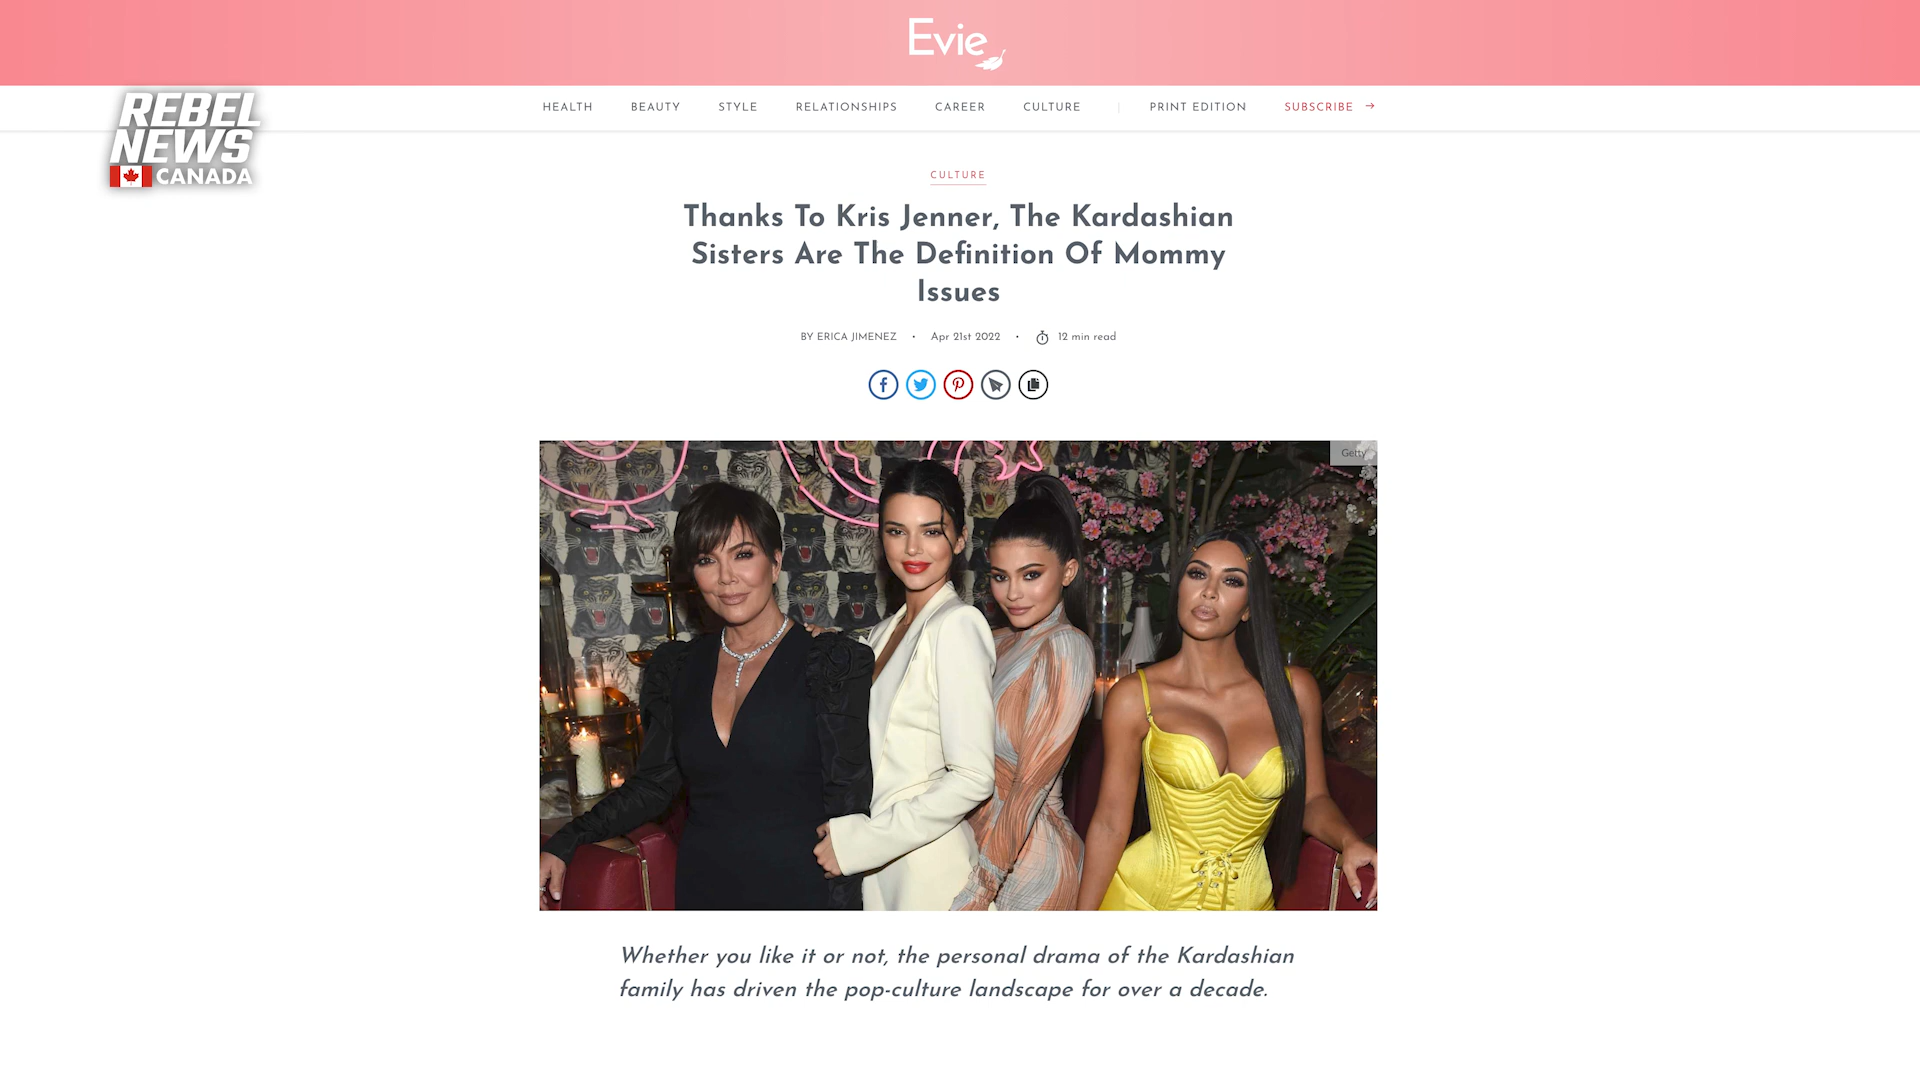 Evie
REBEL
NEWS
CANADA
HEALTH BEAUTY STYLE RELATIONSHIPS CAREER CULTURE | PRINT EDITION SUBSCRIBE →
CULTURE
Thanks To Kris Jenner, The Kardashian
Sisters Are The Definition Of Mommy
Issues
BY ERICA JIMENEZ • Apr 21st 2022 • 12 min read
Getty
Whether you like it or not, the personal drama of the Kardashian
family has driven the pop-culture landscape for over a decade.